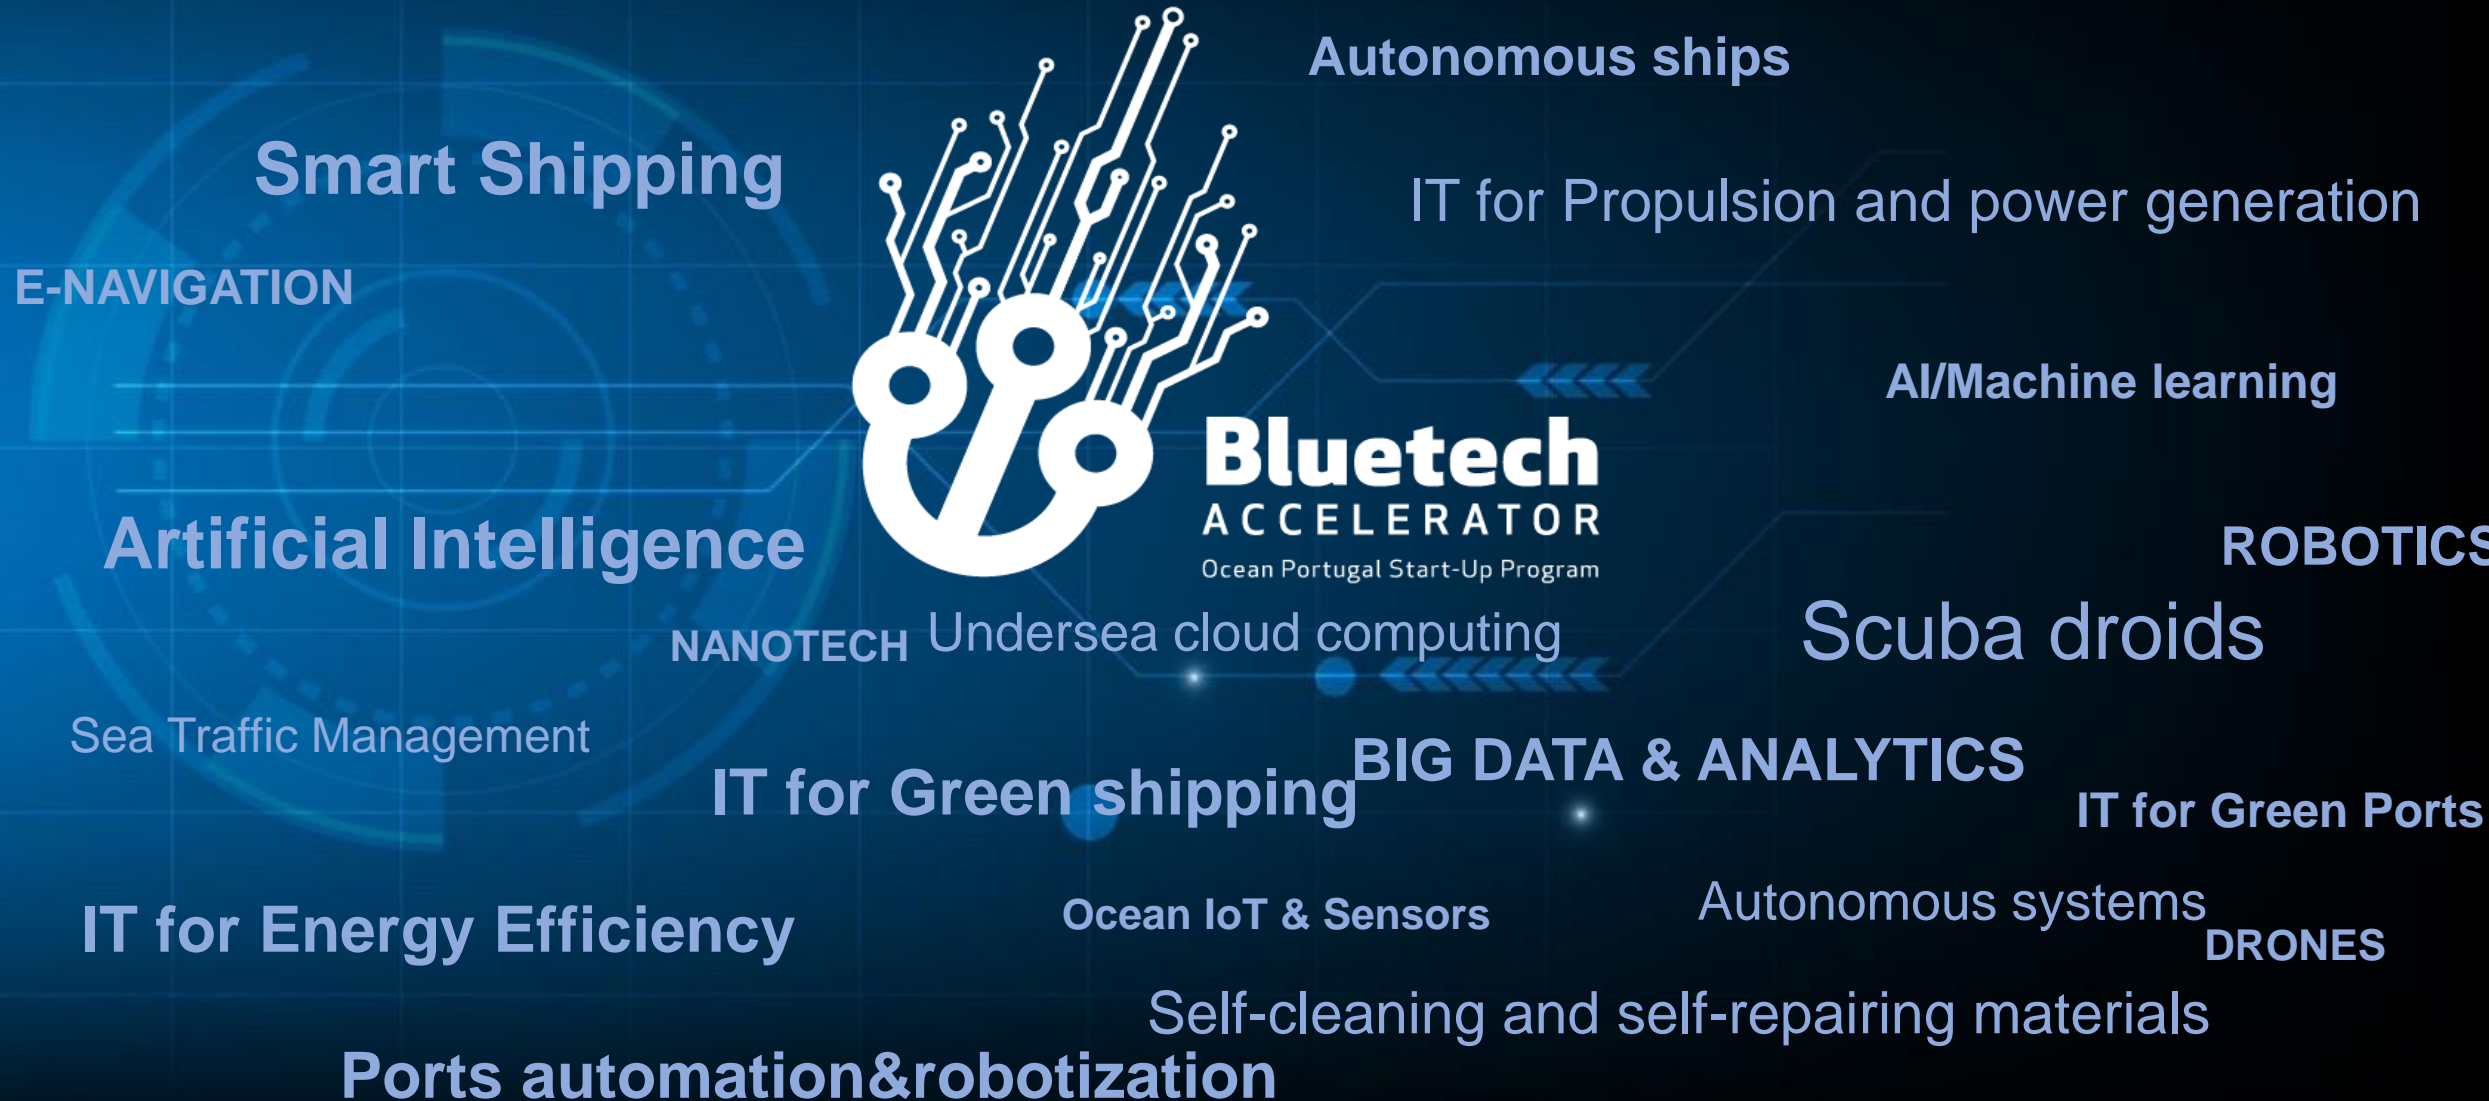 Autonomous ships
Smart Shipping
IT for Propulsion and power generation
E-NAVIGATION
AI/Machine learning
Bluetech
ACCELERATOR
Ocean Portugal Start-Up Program
Artificial Intelligence
ROBOTICS
NANOTECH
Undersea cloud computing
Scuba droids
Sea Traffic Management
IT for Green shipping
BIG DATA & ANALYTICS
IT for Green Ports
IT for Energy Efficiency
Ocean IoT & Sensors
Autonomous systems
DRONES
Self-cleaning and self-repairing materials
Ports automation&robotization